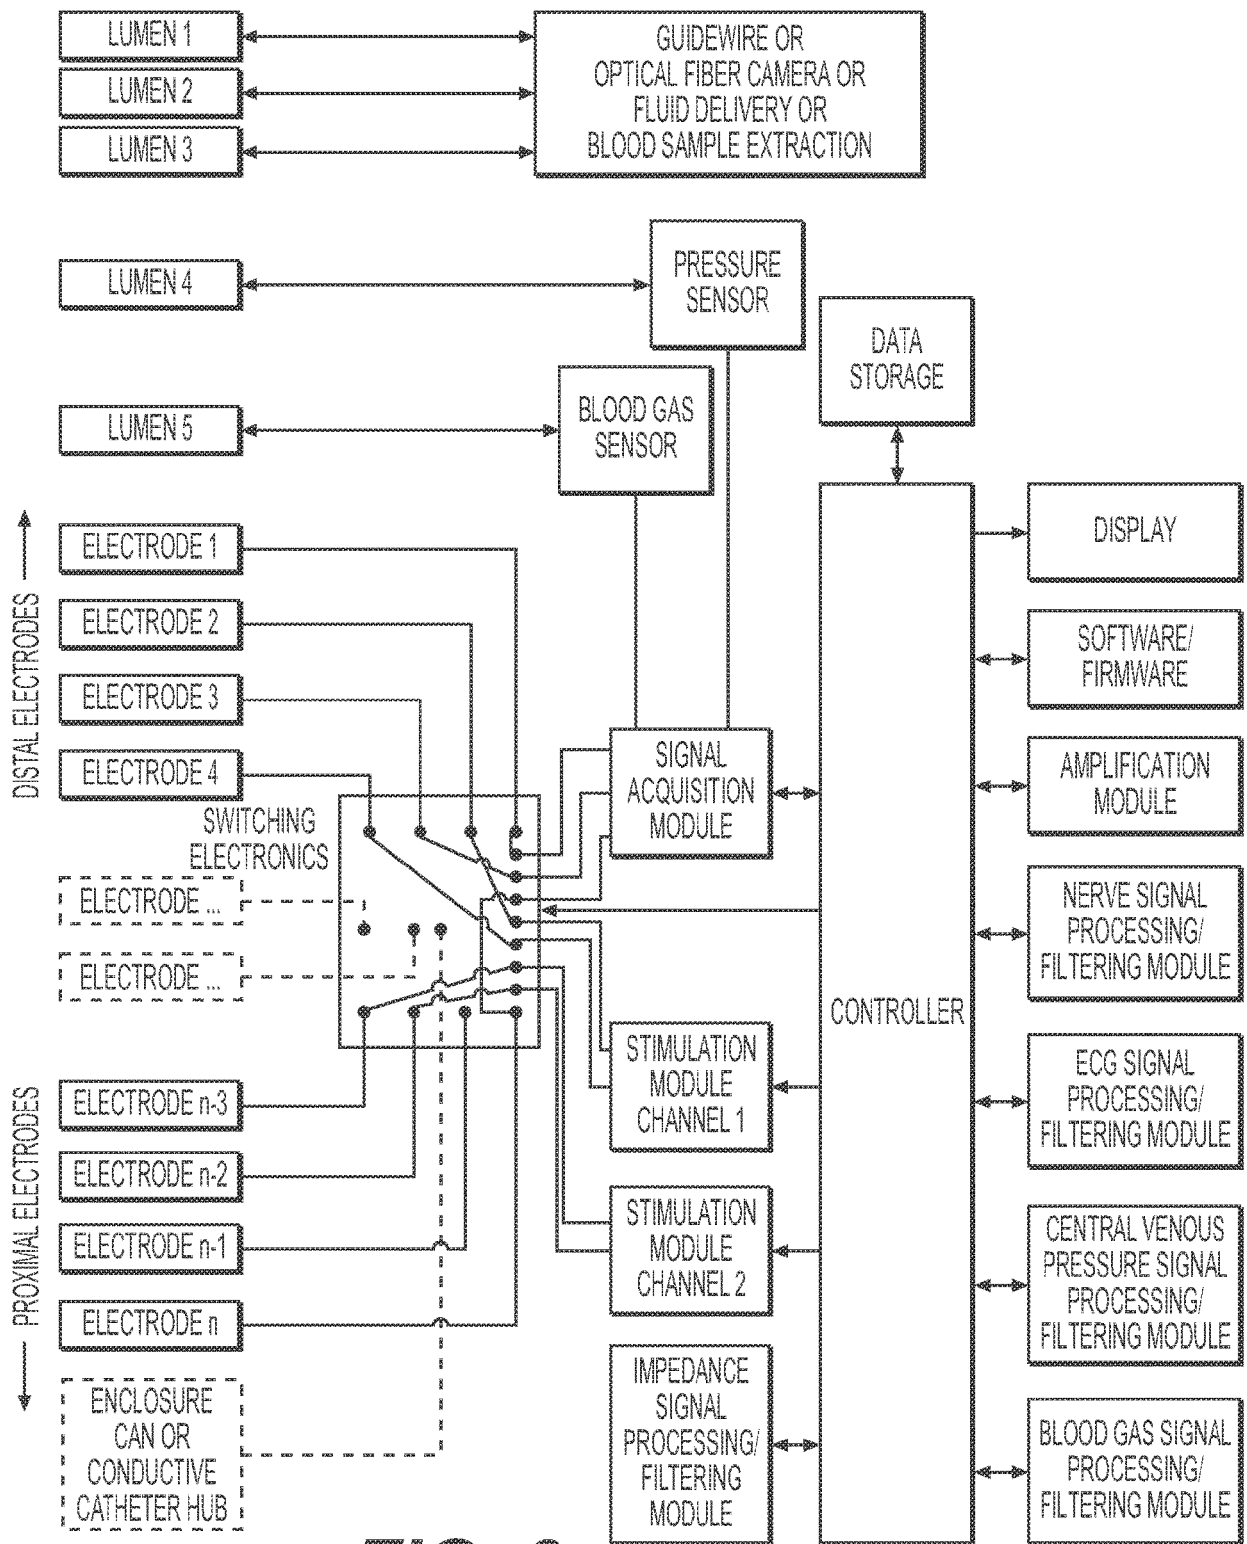 LUMEN 1
LUMEN 2
LUMEN 3
GUIDEWIRE OR
OPTICAL FIBER CAMERA OR
FLUID DELIVERY OR
BLOOD SAMPLE EXTRACTION
LUMEN 4
PRESSURE
SENSOR
DATA
STORAGE
LUMEN 5
BLOOD GAS
SENSOR
DISTAL ELECTRODES
ELECTRODE 1
ELECTRODE 2
ELECTRODE 3
ELECTRODE 4
SWITCHING
ELECTRONICS
ELECTRODE ...
ELECTRODE ...
PROXIMAL ELECTRODES
ELECTRODE n-3
ELECTRODE n-2
ELECTRODE n-1
ELECTRODE n
ENCLOSURE
CAN OR
CONDUCTIVE
CATHETER HUB
SIGNAL
ACQUISITION
MODULE
STIMULATION
MODULE
CHANNEL 1
STIMULATION
MODULE
CHANNEL 2
IMPEDANCE
SIGNAL
PROCESSING/
FILTERING
MODULE
CONTROLLER
DISPLAY
SOFTWARE/
FIRMWARE
AMPLIFICATION
MODULE
NERVE SIGNAL
PROCESSING/
FILTERING MODULE
ECG SIGNAL
PROCESSING/
FILTERING MODULE
CENTRAL VENOUS
PRESSURE SIGNAL
PROCESSING/
FILTERING MODULE
BLOOD GAS SIGNAL
PROCESSING/
FILTERING MODULE